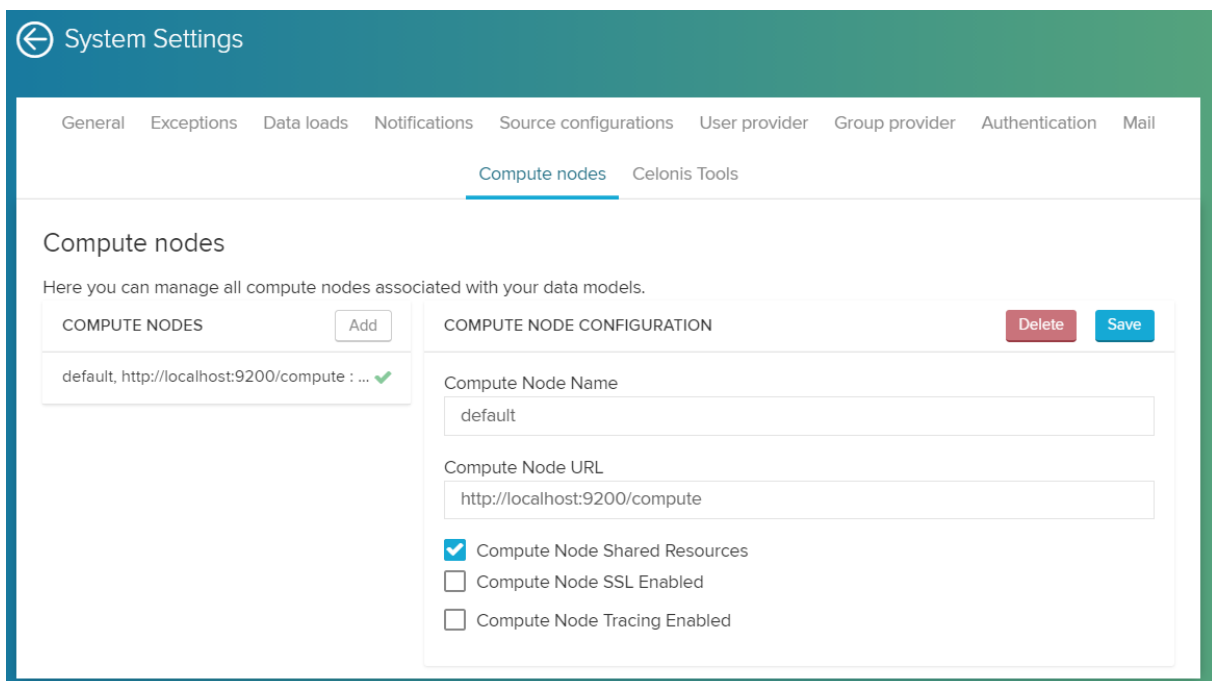 System Settings
General Exceptions Data loads Notifications Source configurations User provider Group provider Authentication Mail
Compute nodes Celonis Tools
Compute nodes
Here you can manage all compute nodes associated with your data models.
COMPUTE NODES Add
default, http://localhost:9200/compute : ...
COMPUTE NODE CONFIGURATION Delete Save
Compute Node Name
default
Compute Node URL
http://localhost:9200/compute
Compute Node Shared Resources
Compute Node SSL Enabled
Compute Node Tracing Enabled